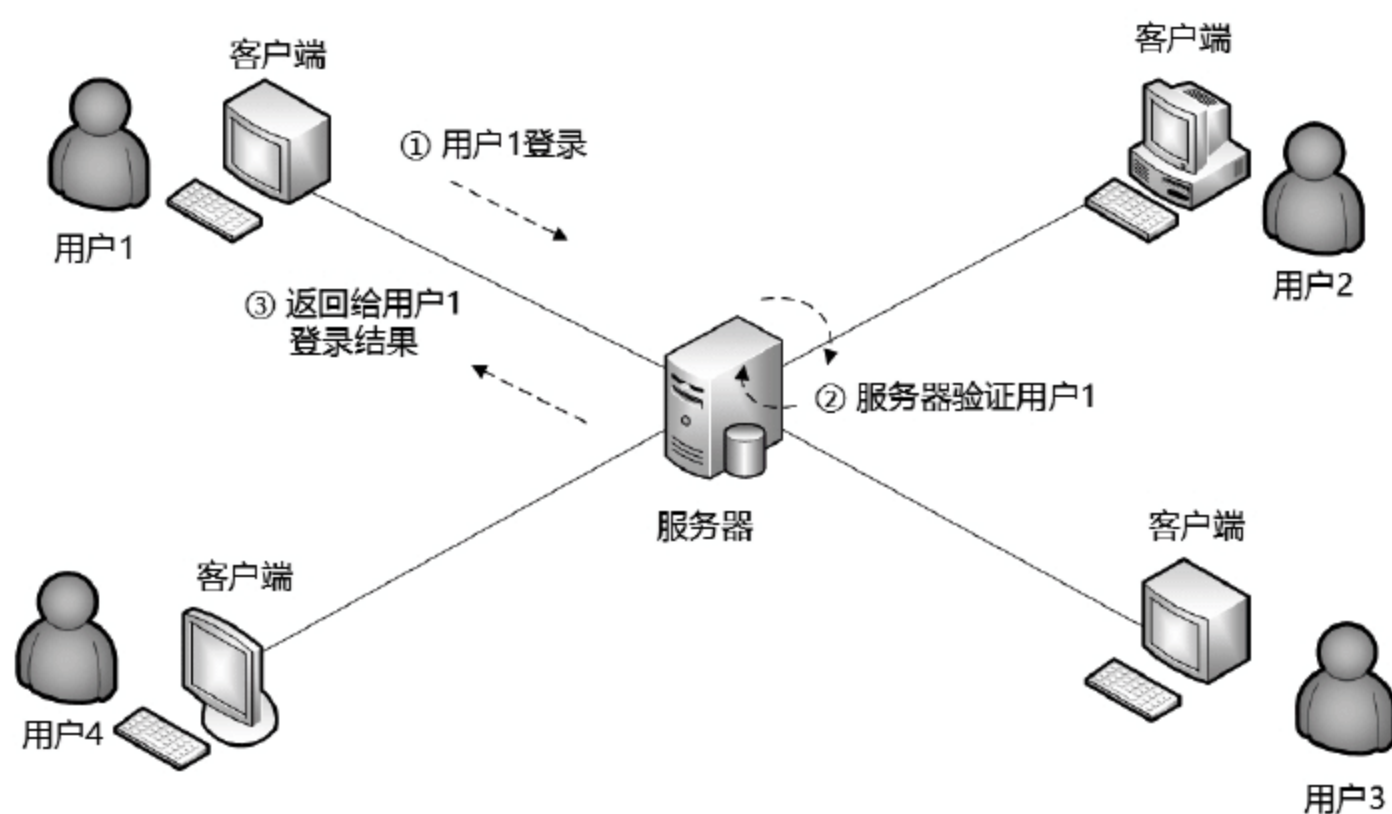 客户端
客户端
① 用户1登录
用户1
用户2
③ 返回给用户1
登录结果
② 服务器验证用户1
服务器
客户端
客户端
用户4
用户3